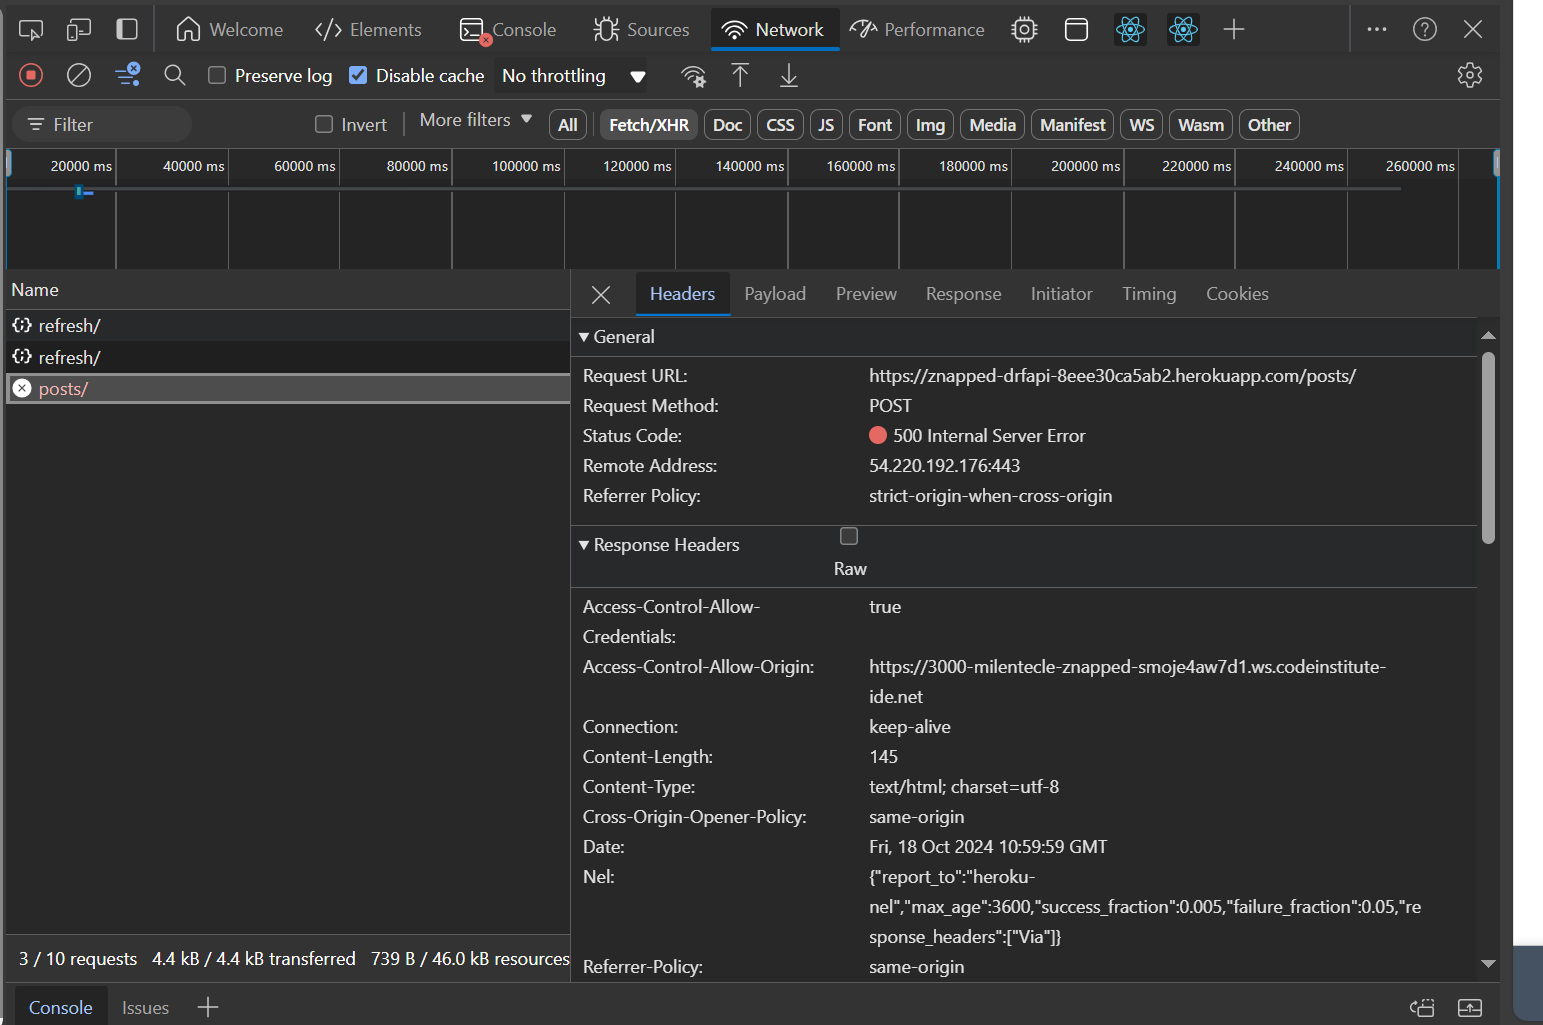 Welcome
Elements
Console
Sources
Network
Performance
Preserve log
Disable cache
No throttling
Filter
Invert
More filters
All
Fetch/XHR
Doc
CSS
JS
Font
Img
Media
Manifest
WS
Wasm
Other
20000 ms
40000 ms
60000 ms
80000 ms
100000 ms
120000 ms
140000 ms
160000 ms
180000 ms
200000 ms
220000 ms
240000 ms
260000 ms
Name
refresh/
refresh/
posts/
Headers
Payload
Preview
Response
Initiator
Timing
Cookies
General
Request URL: https://znapped-drfapi-8eee30ca5ab2.herokuapp.com/posts/
Request Method: POST
Status Code: 500 Internal Server Error
Remote Address: 54.220.192.176:443
Referrer Policy: strict-origin-when-cross-origin
Response Headers
Raw
Access-Control-Allow- true
Credentials:
Access-Control-Allow-Origin: https://3000-milentecle-znapped-smoje4aw7d1.ws.codeinstitute-
ide.net
Connection: keep-alive
Content-Length: 145
Content-Type: text/html; charset=utf-8
Cross-Origin-Opener-Policy: same-origin
Date: Fri, 18 Oct 2024 10:59:59 GMT
Nel: {"report_to":"heroku-
nel","max_age":3600,"success_fraction":0.005,"failure_fraction":0.05,"re
sponse_headers":["Via"]}
Referrer-Policy: same-origin
3 / 10 requests 4.4 kB / 4.4 kB transferred 739 B / 46.0 kB resources
Console
Issues